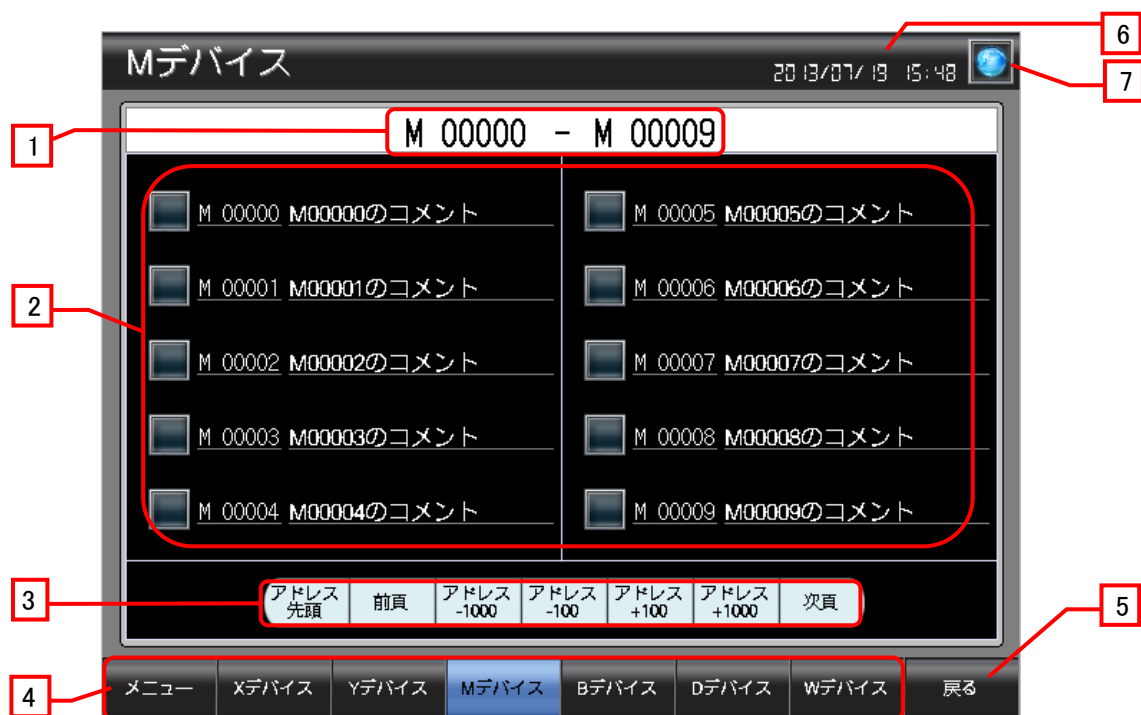 6
Mデバイス
2013/07/19 15:48
7
1
M 00000 - M 00009
M 00000 M00000のコメント
M 00005 M00005のコメント
M 00001 M00001のコメント
M 00006 M00006のコメント
2
M 00002 M00002のコメント
M 00007 M00007のコメント
M 00003 M00003のコメント
M 00008 M00008のコメント
M 00004 M00004のコメント
M 00009 M00009のコメント
3
アドレス
先頭
前頁
アドレス
-1000
アドレス
-100
アドレス
+100
アドレス
+1000
次頁
5
4
メニュー
Xデバイス
Yデバイス
Mデバイス
Bデバイス
Dデバイス
Wデバイス
戻る